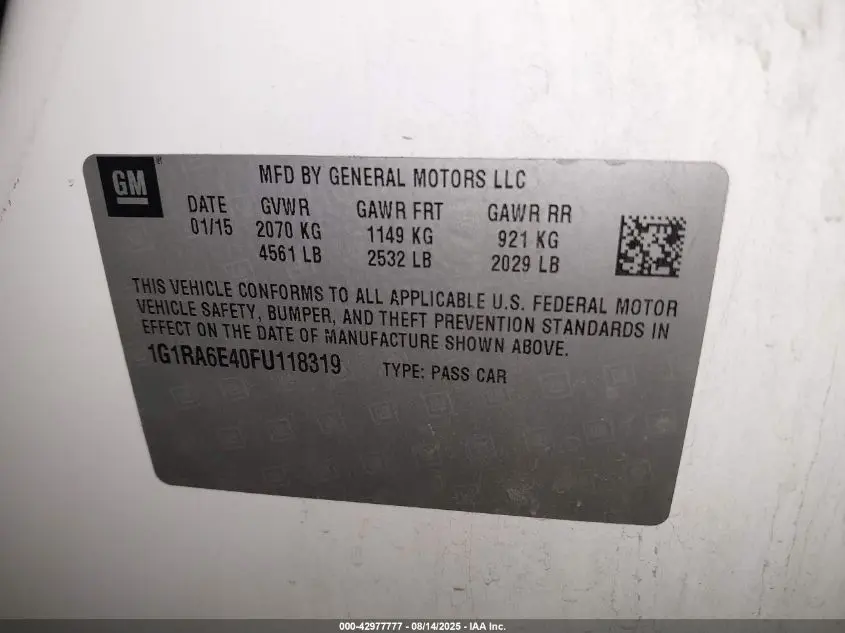 GM
MFD BY GENERAL MOTORS LLC
DATE GVWR GAWR FRT GAWR RR
01/15 2070 KG 1149 KG 921 KG
4561 LB 2532 LB 2029 LB
THIS VEHICLE CONFORMS TO ALL APPLICABLE U.S. FEDERAL MOTOR
VEHICLE SAFETY, BUMPER, AND THEFT PREVENTION STANDARDS IN
EFFECT ON THE DATE OF MANUFACTURE SHOWN ABOVE.
1G1RA6E40FU118319 TYPE: PASS CAR
000-42977777 - 08/14/2025 - IAA Inc.